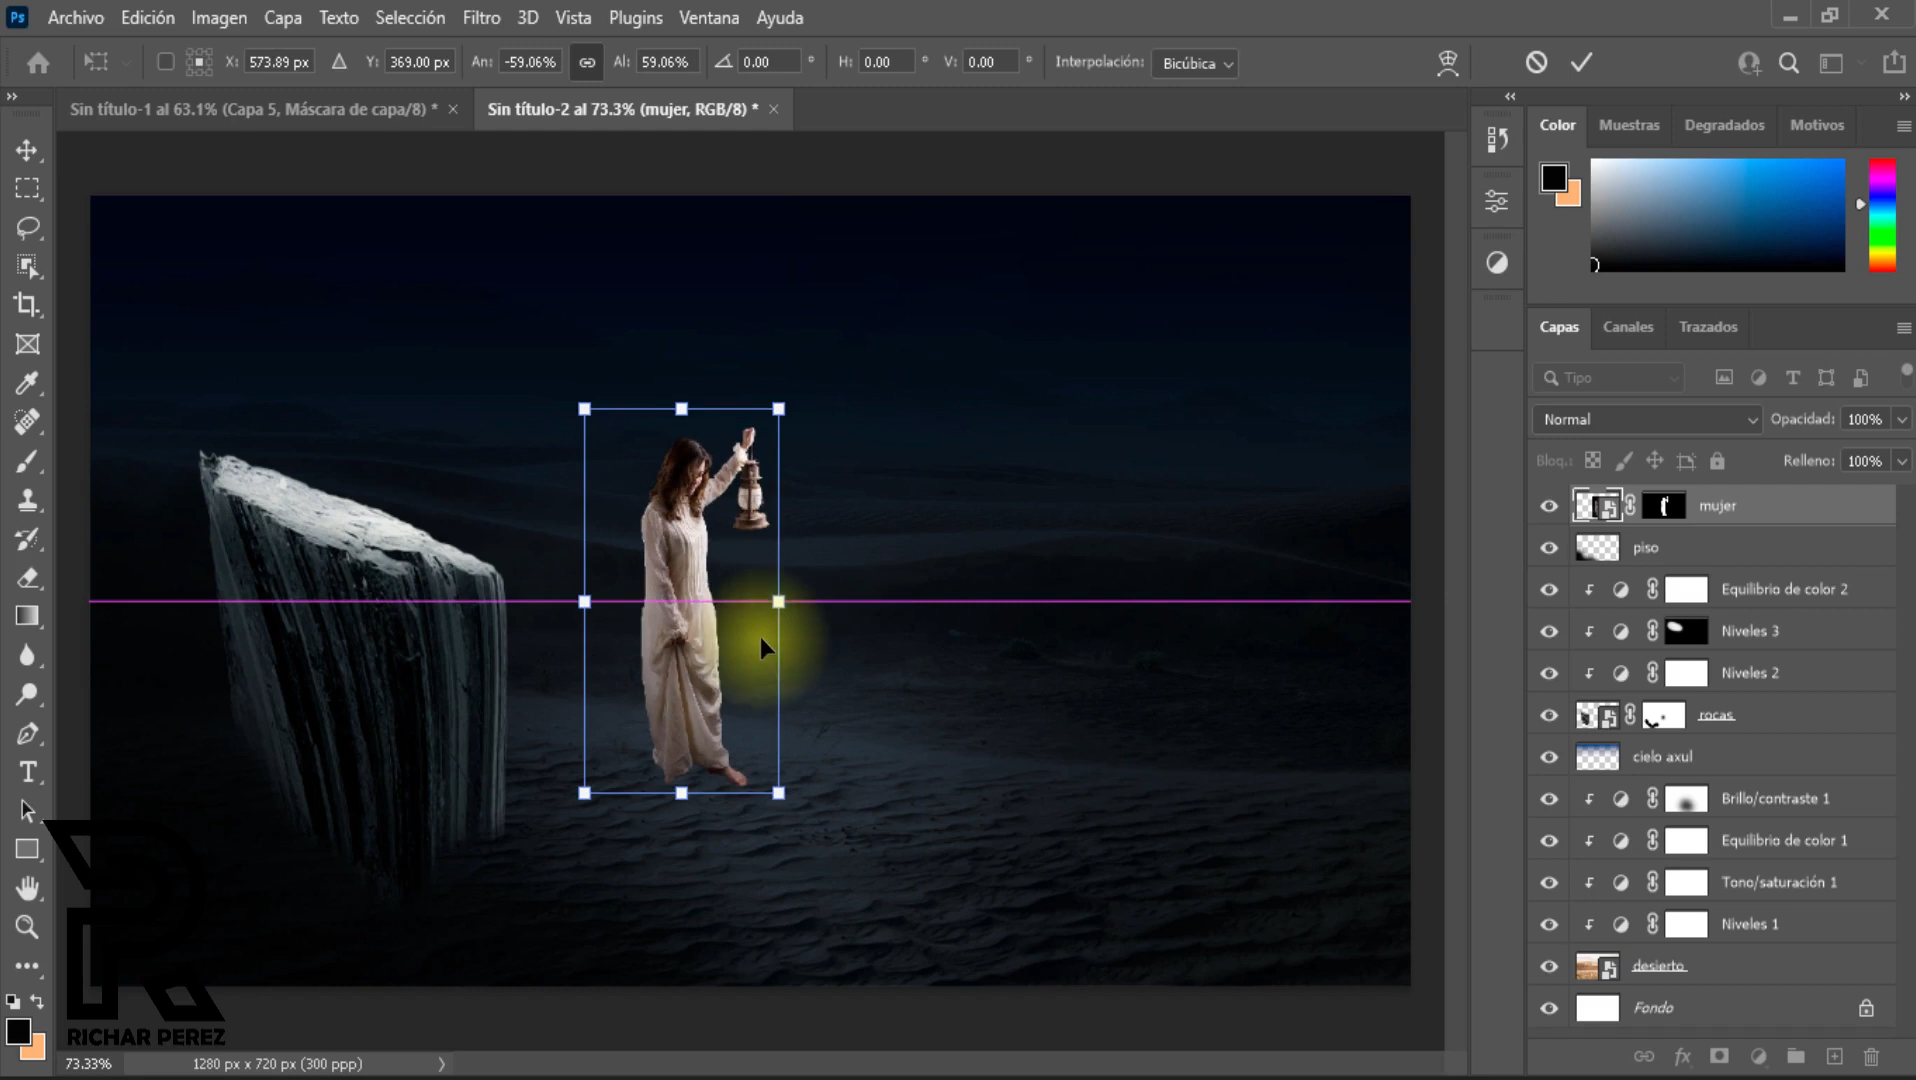 Ps Archivo Edición Imagen Capa Texto Selección Filtro 3D Vista Plugins Ventana Ayuda
X: 573.89 px Y: 369.00 px An: -59.06% Al: 59.06% 0.00 ° H: 0.00 ° V: 0.00 ° Interpolación: Bicúbica
Sin título-1 al 63.1% (Capa 5, Máscara de capa/8) * Sin título-2 al 73.3% (mujer, RGB/8) *
Color Muestras Degradados Motivos
Capas Canales Trazados
Tipo
Normal Opacidad: 100%
Bloq.: Relleno: 100%
mujer
piso
Equilibrio de color 2
Niveles 3
Niveles 2
rocas
cielo axul
Brillo/contraste 1
Equilibrio de color 1
Tono/saturación 1
Niveles 1
desierto
Fondo
RICHAR PEREZ
73.33% 1280 px x 720 px (300 ppp)